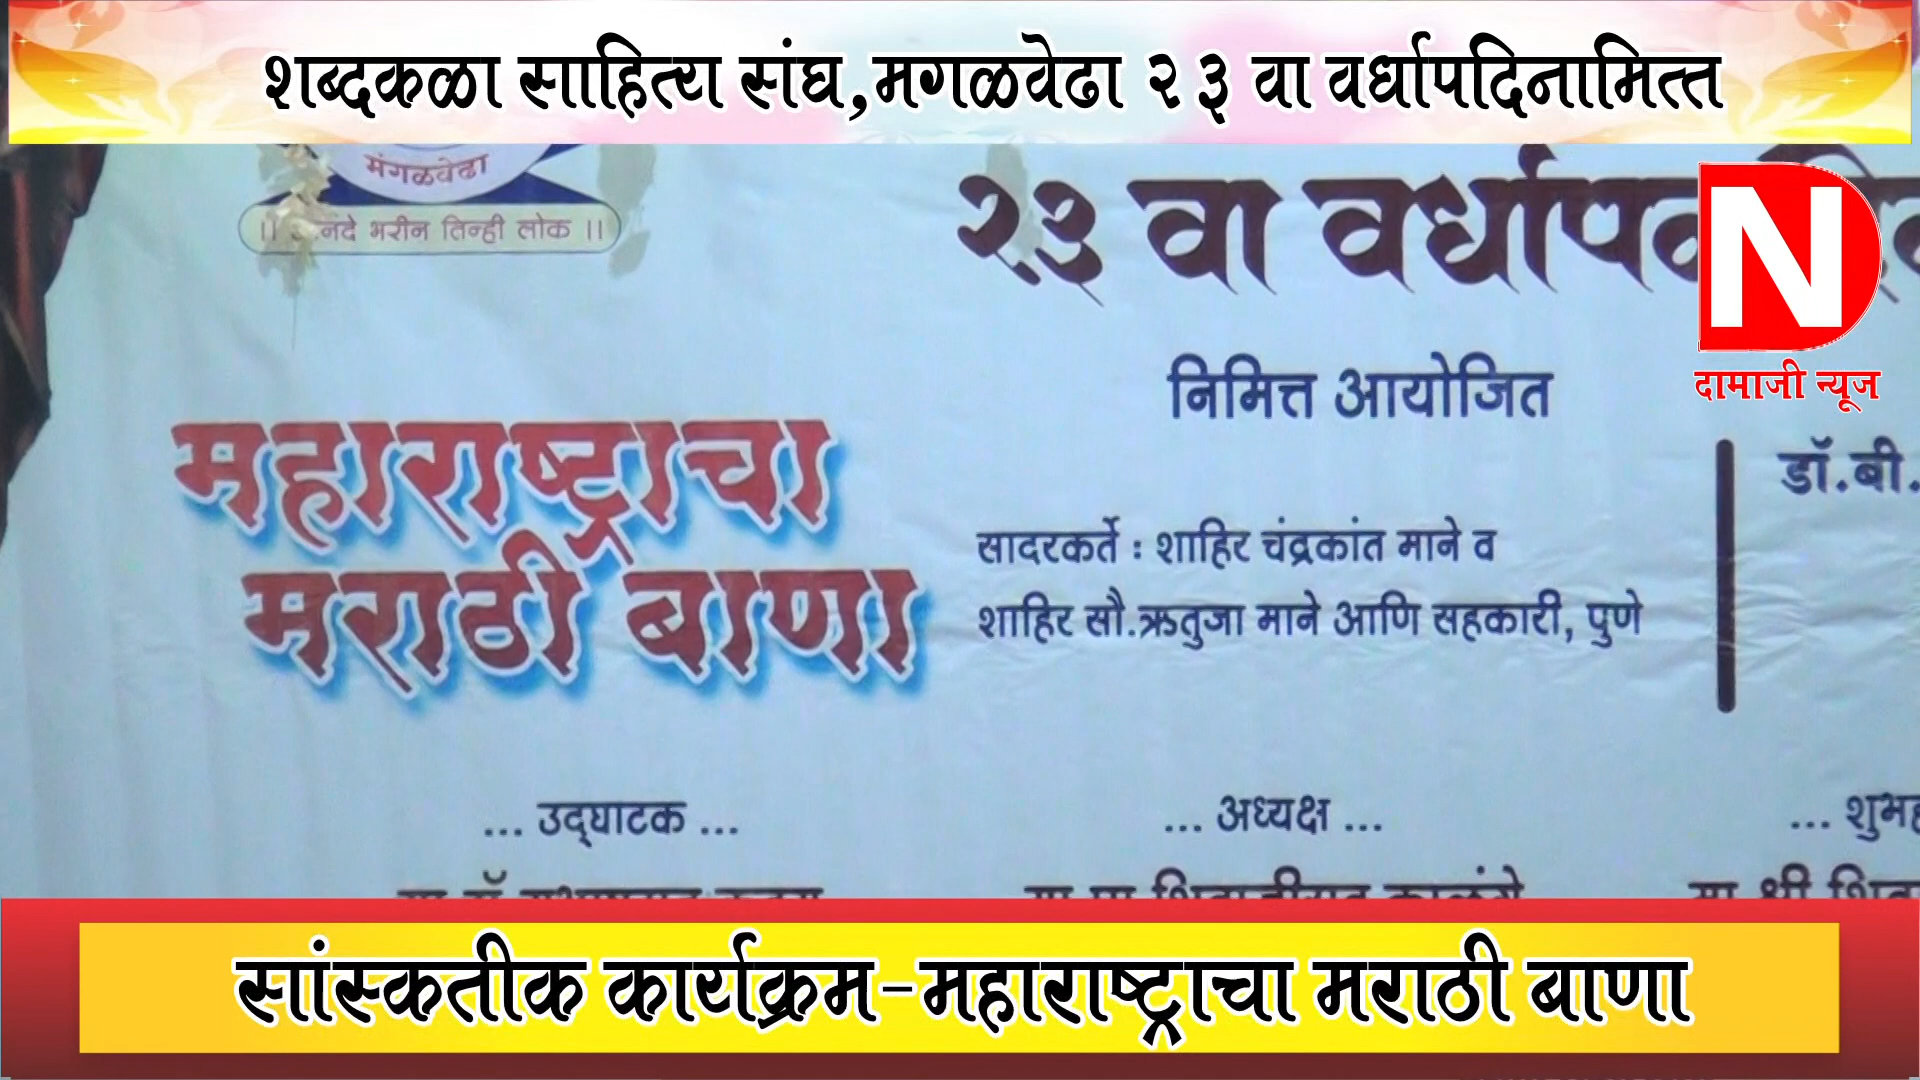 शब्दकळा साहित्य संघ,मगळवेढा २३ वा वर्धापदिनामित्त
मंगळवेढा
भरीन तिन्ही लोक ॥
२३ वा
निमित्त आयोजित
दामाजी न्यूज
महाराष्ट्राचा
मराठी बाणा
डॉ.बी.
सादरकर्ते : शाहिर चंद्रकांत माने व
शाहिर सौ.ऋतुजा माने आणि सहकारी, पुणे
... उद्घाटक ...
... अध्यक्ष ...
सांस्कतीक कार्यक्रम-महाराष्ट्राचा मराठी बाणा